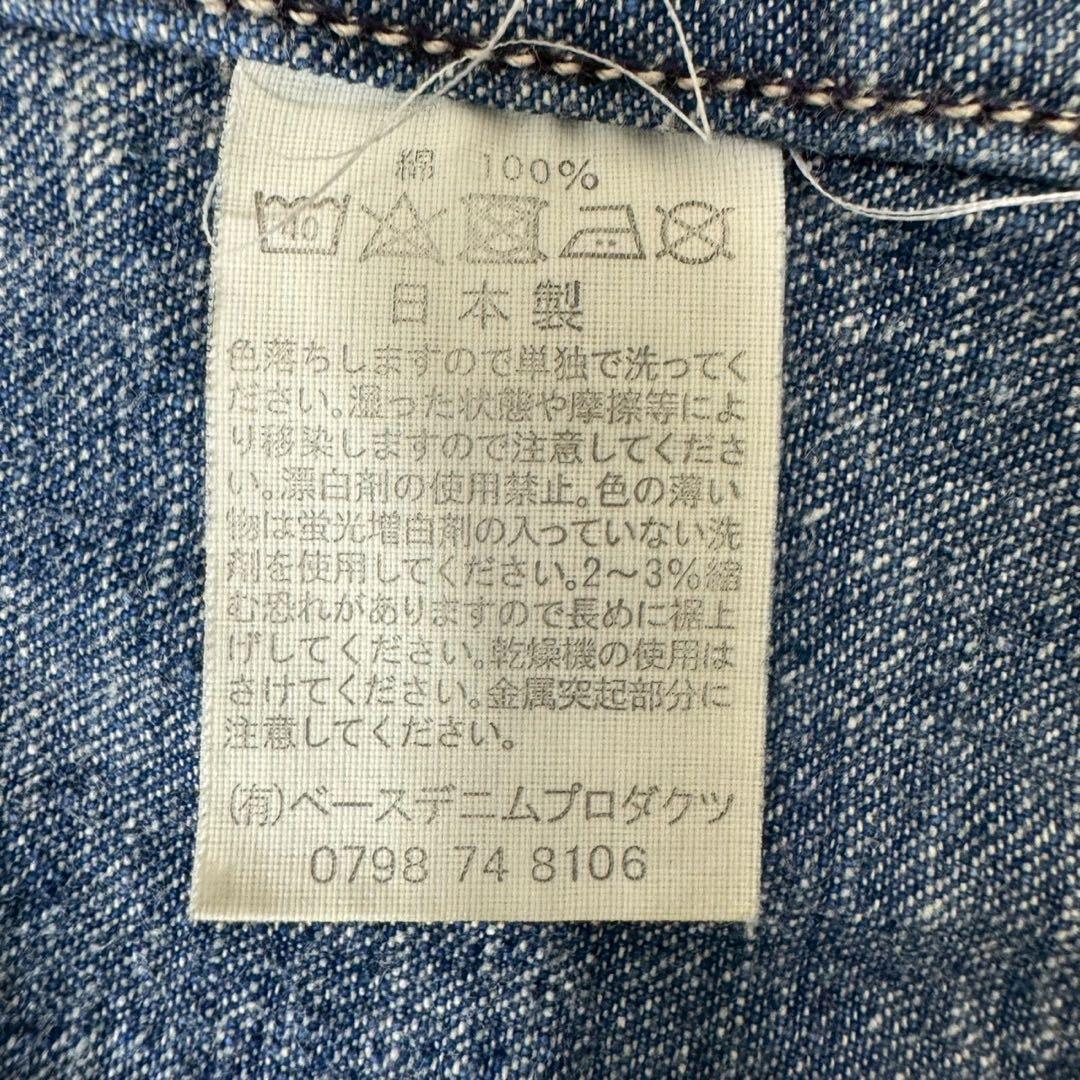 綿 100%
40
日本製
色落ちしますので単独で洗ってく
ださい。湿った状態や摩擦等によ
り移染しますので注意してくださ
い。漂白剤の使用禁止。色の薄い
物は蛍光増白剤の入っていない洗
剤を使用してください。2〜3%縮
む恐れがありますので長めに裾上
げしてください。乾燥機の使用は
さけてください。金属突起部分に
注意してください。
(有)ベースデニムプロダクツ
0798 74 8106